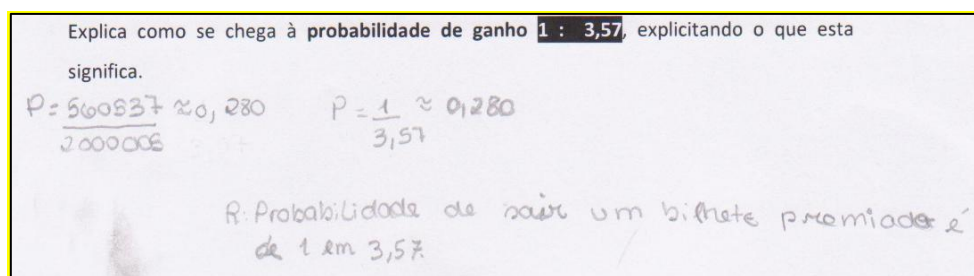 Explica como se chega à probabilidade de ganho 1 : 3,57, explicitando o que esta
significa.
P = 560837 ≈ 0,280 P = 1 ≈ 0,280
2000006 3,57
R: Probabilidade de sair um bilhete premiado é
de 1 em 3,57.